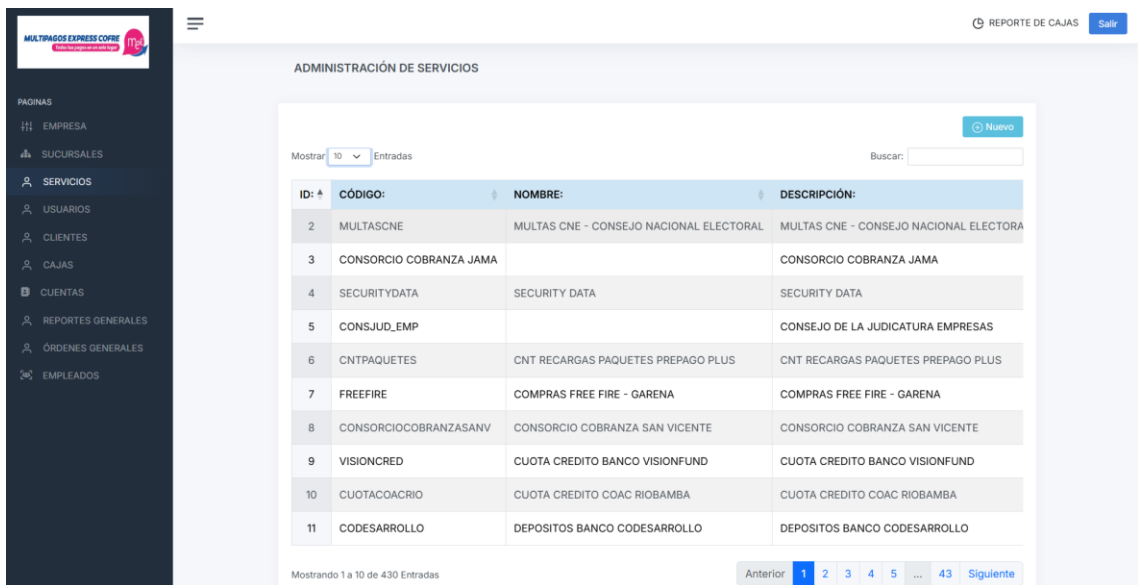 MULTIPAGOS EXPRESS COFRE
Todos tus pagos en un solo lugar
REPORTE DE CAJAS
Salir
ADMINISTRACIÓN DE SERVICIOS
PAGINAS
EMPRESA
SUCURSALES
SERVICIOS
USUARIOS
CLIENTES
CAJAS
CUENTAS
REPORTES GENERALES
ÓRDENES GENERALES
EMPLEADOS
Nuevo
Mostrar 10 Entradas
Buscar:
ID: CÓDIGO: NOMBRE: DESCRIPCIÓN:
2 MULTASCNE MULTAS CNE - CONSEJO NACIONAL ELECTORAL MULTAS CNE - CONSEJO NACIONAL ELECTORA
3 CONSORCIO COBRANZA JAMA CONSORCIO COBRANZA JAMA
4 SECURITYDATA SECURITY DATA SECURITY DATA
5 CONSJUD_EMP CONSEJO DE LA JUDICATURA EMPRESAS
6 CNTPAQUETES CNT RECARGAS PAQUETES PREPAGO PLUS CNT RECARGAS PAQUETES PREPAGO PLUS
7 FREEFIRE COMPRAS FREE FIRE - GARENA COMPRAS FREE FIRE - GARENA
8 CONSORCIOCOBRANZASANV CONSORCIO COBRANZA SAN VICENTE CONSORCIO COBRANZA SAN VICENTE
9 VISIONCRED CUOTA CREDITO BANCO VISIONFUND CUOTA CREDITO BANCO VISIONFUND
10 CUOTACOACRIO CUOTA CREDITO COAC RIOBAMBA CUOTA CREDITO COAC RIOBAMBA
11 CODESARROLLO DEPOSITOS BANCO CODESARROLLO DEPOSITOS BANCO CODESARROLLO
Mostrando 1 a 10 de 430 Entradas
Anterior 1 2 3 4 5 ... 43 Siguiente